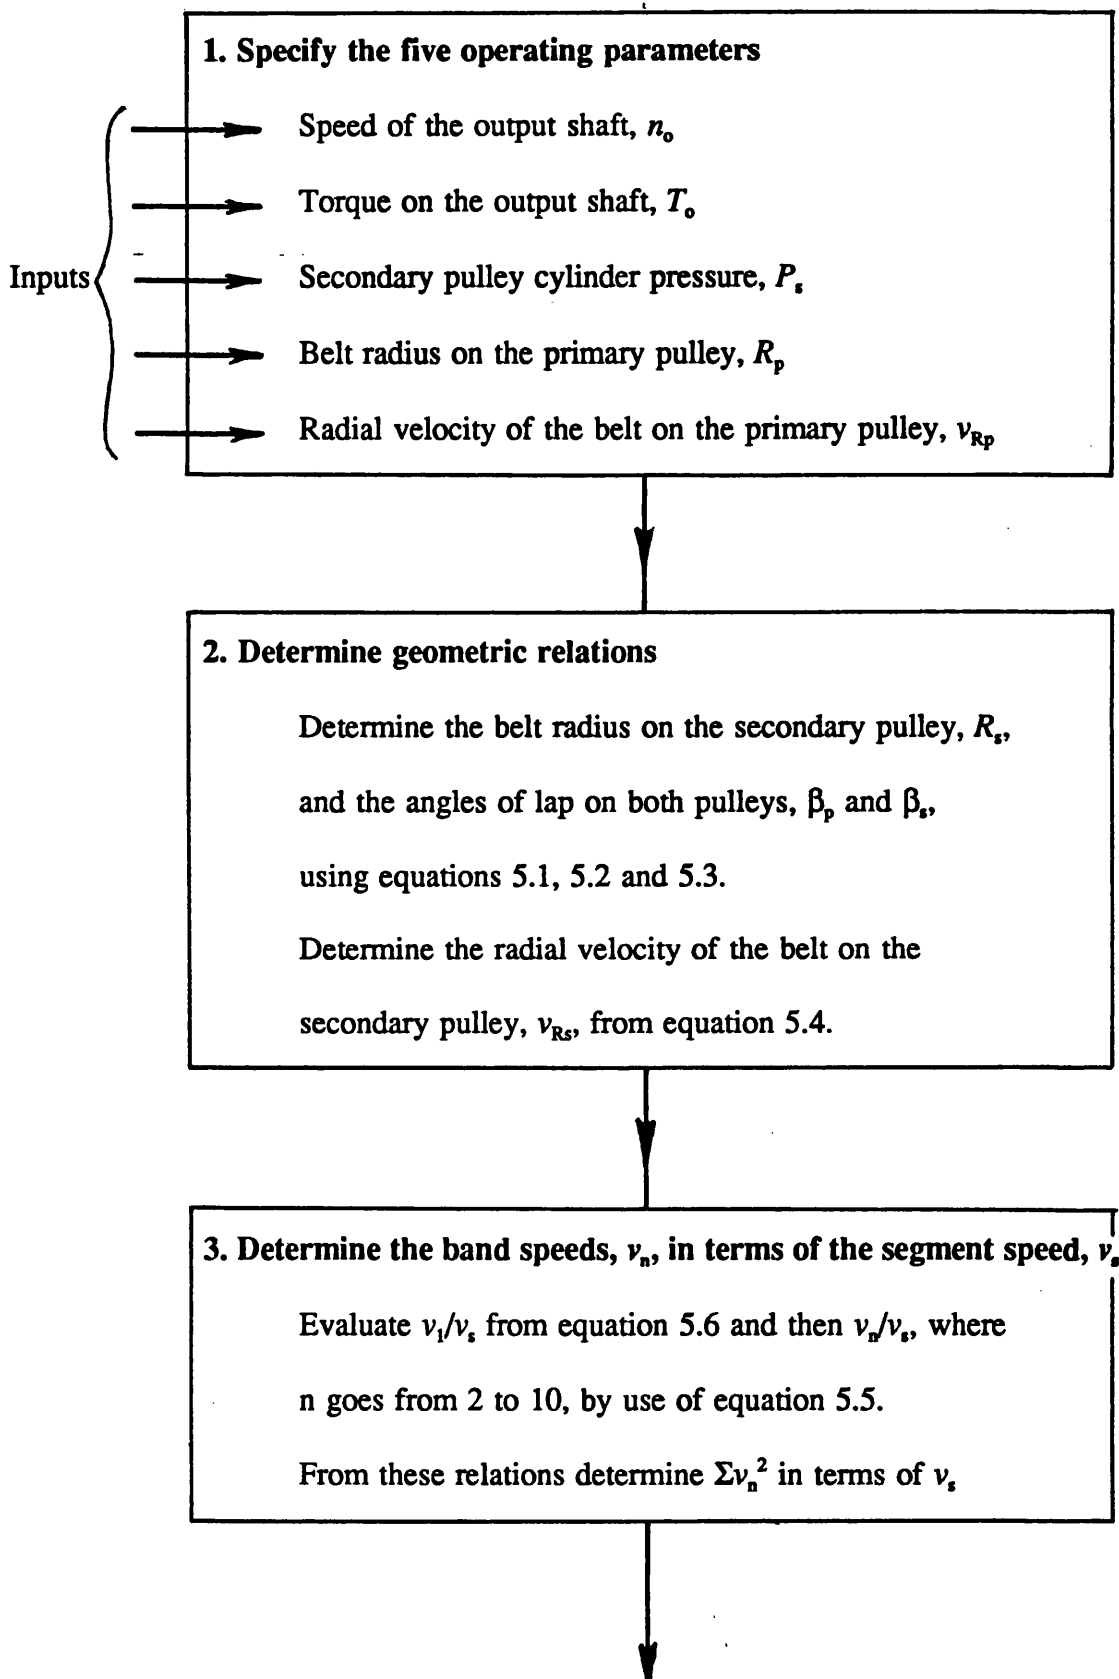 1. Specify the five operating parameters
Speed of the output shaft, nₒ
Torque on the output shaft, Tₒ
Inputs
Secondary pulley cylinder pressure, Pₛ
Belt radius on the primary pulley, Rₚ
Radial velocity of the belt on the primary pulley, v_Rp
2. Determine geometric relations
Determine the belt radius on the secondary pulley, Rₛ,
and the angles of lap on both pulleys, βₚ and βₛ,
using equations 5.1, 5.2 and 5.3.
Determine the radial velocity of the belt on the
secondary pulley, v_Rs, from equation 5.4.
3. Determine the band speeds, vₙ, in terms of the segment speed, vₛ
Evaluate v₁/vₛ from equation 5.6 and then vₙ/vₛ, where
n goes from 2 to 10, by use of equation 5.5.
From these relations determine Σvₙ² in terms of vₛ